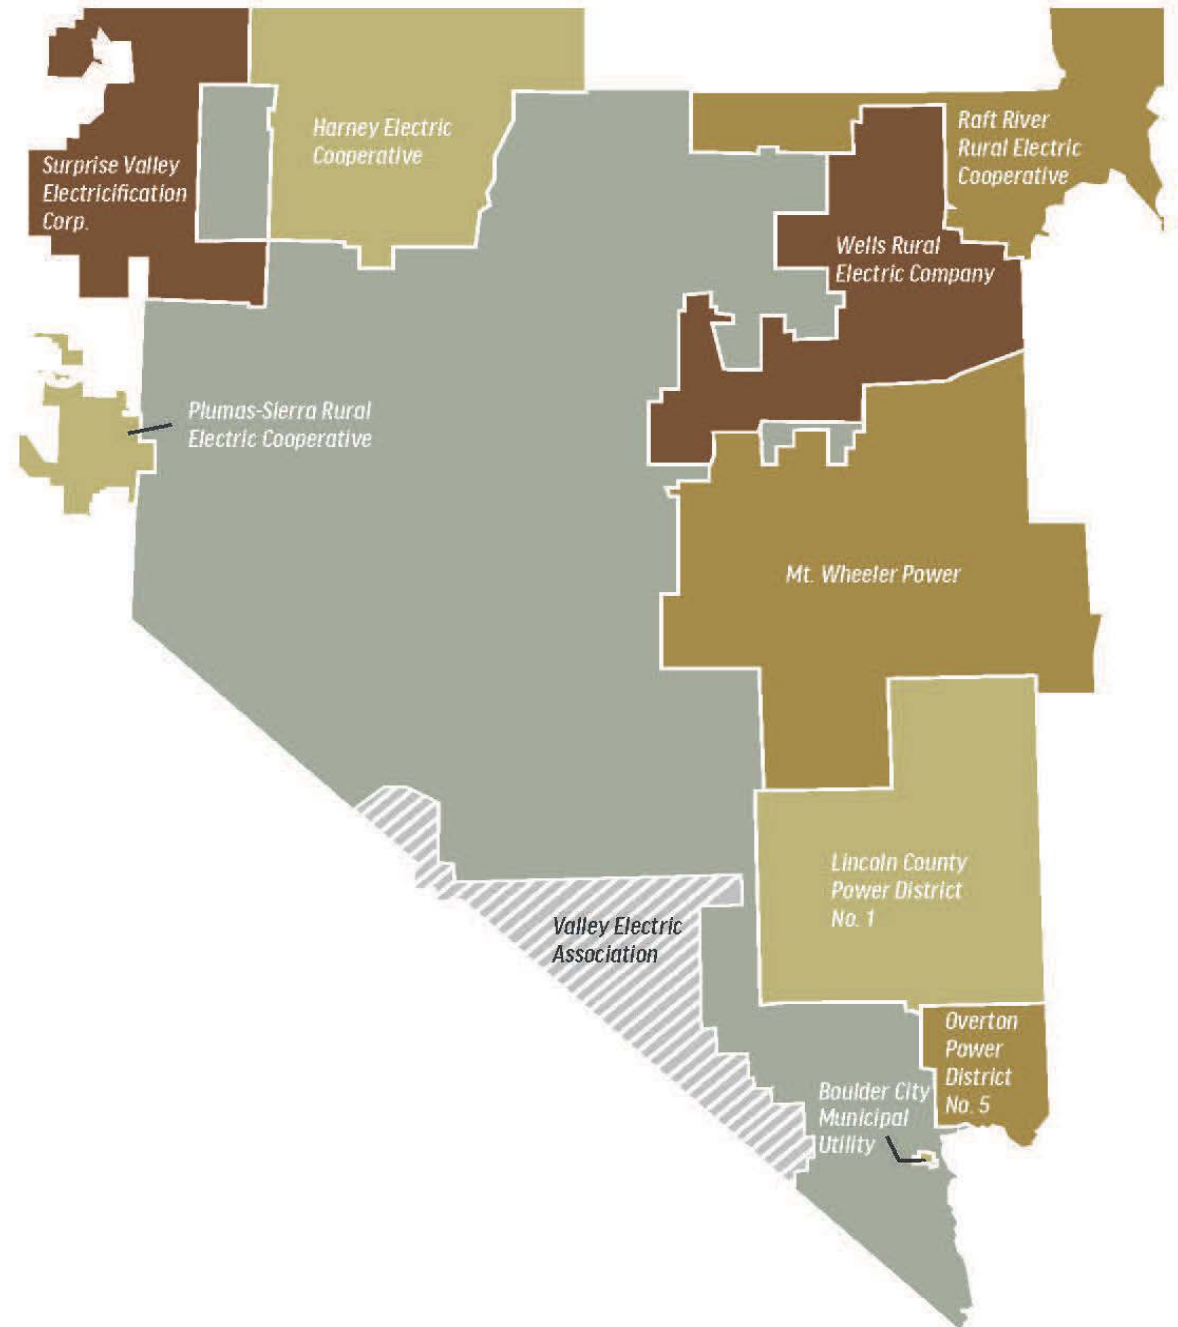 Harney Electric
Cooperative
Raft River
Rural Electric
Cooperative
Surprise Valley
Electricification
Corp.
Wells Rural
Electric Company
Plumas-Sierra Rural
Electric Cooperative
Mt. Wheeler Power
Lincoln County
Power District
No. 1
Valley Electric
Association
Overton
Power
District
No. 5
Boulder City
Municipal
Utility